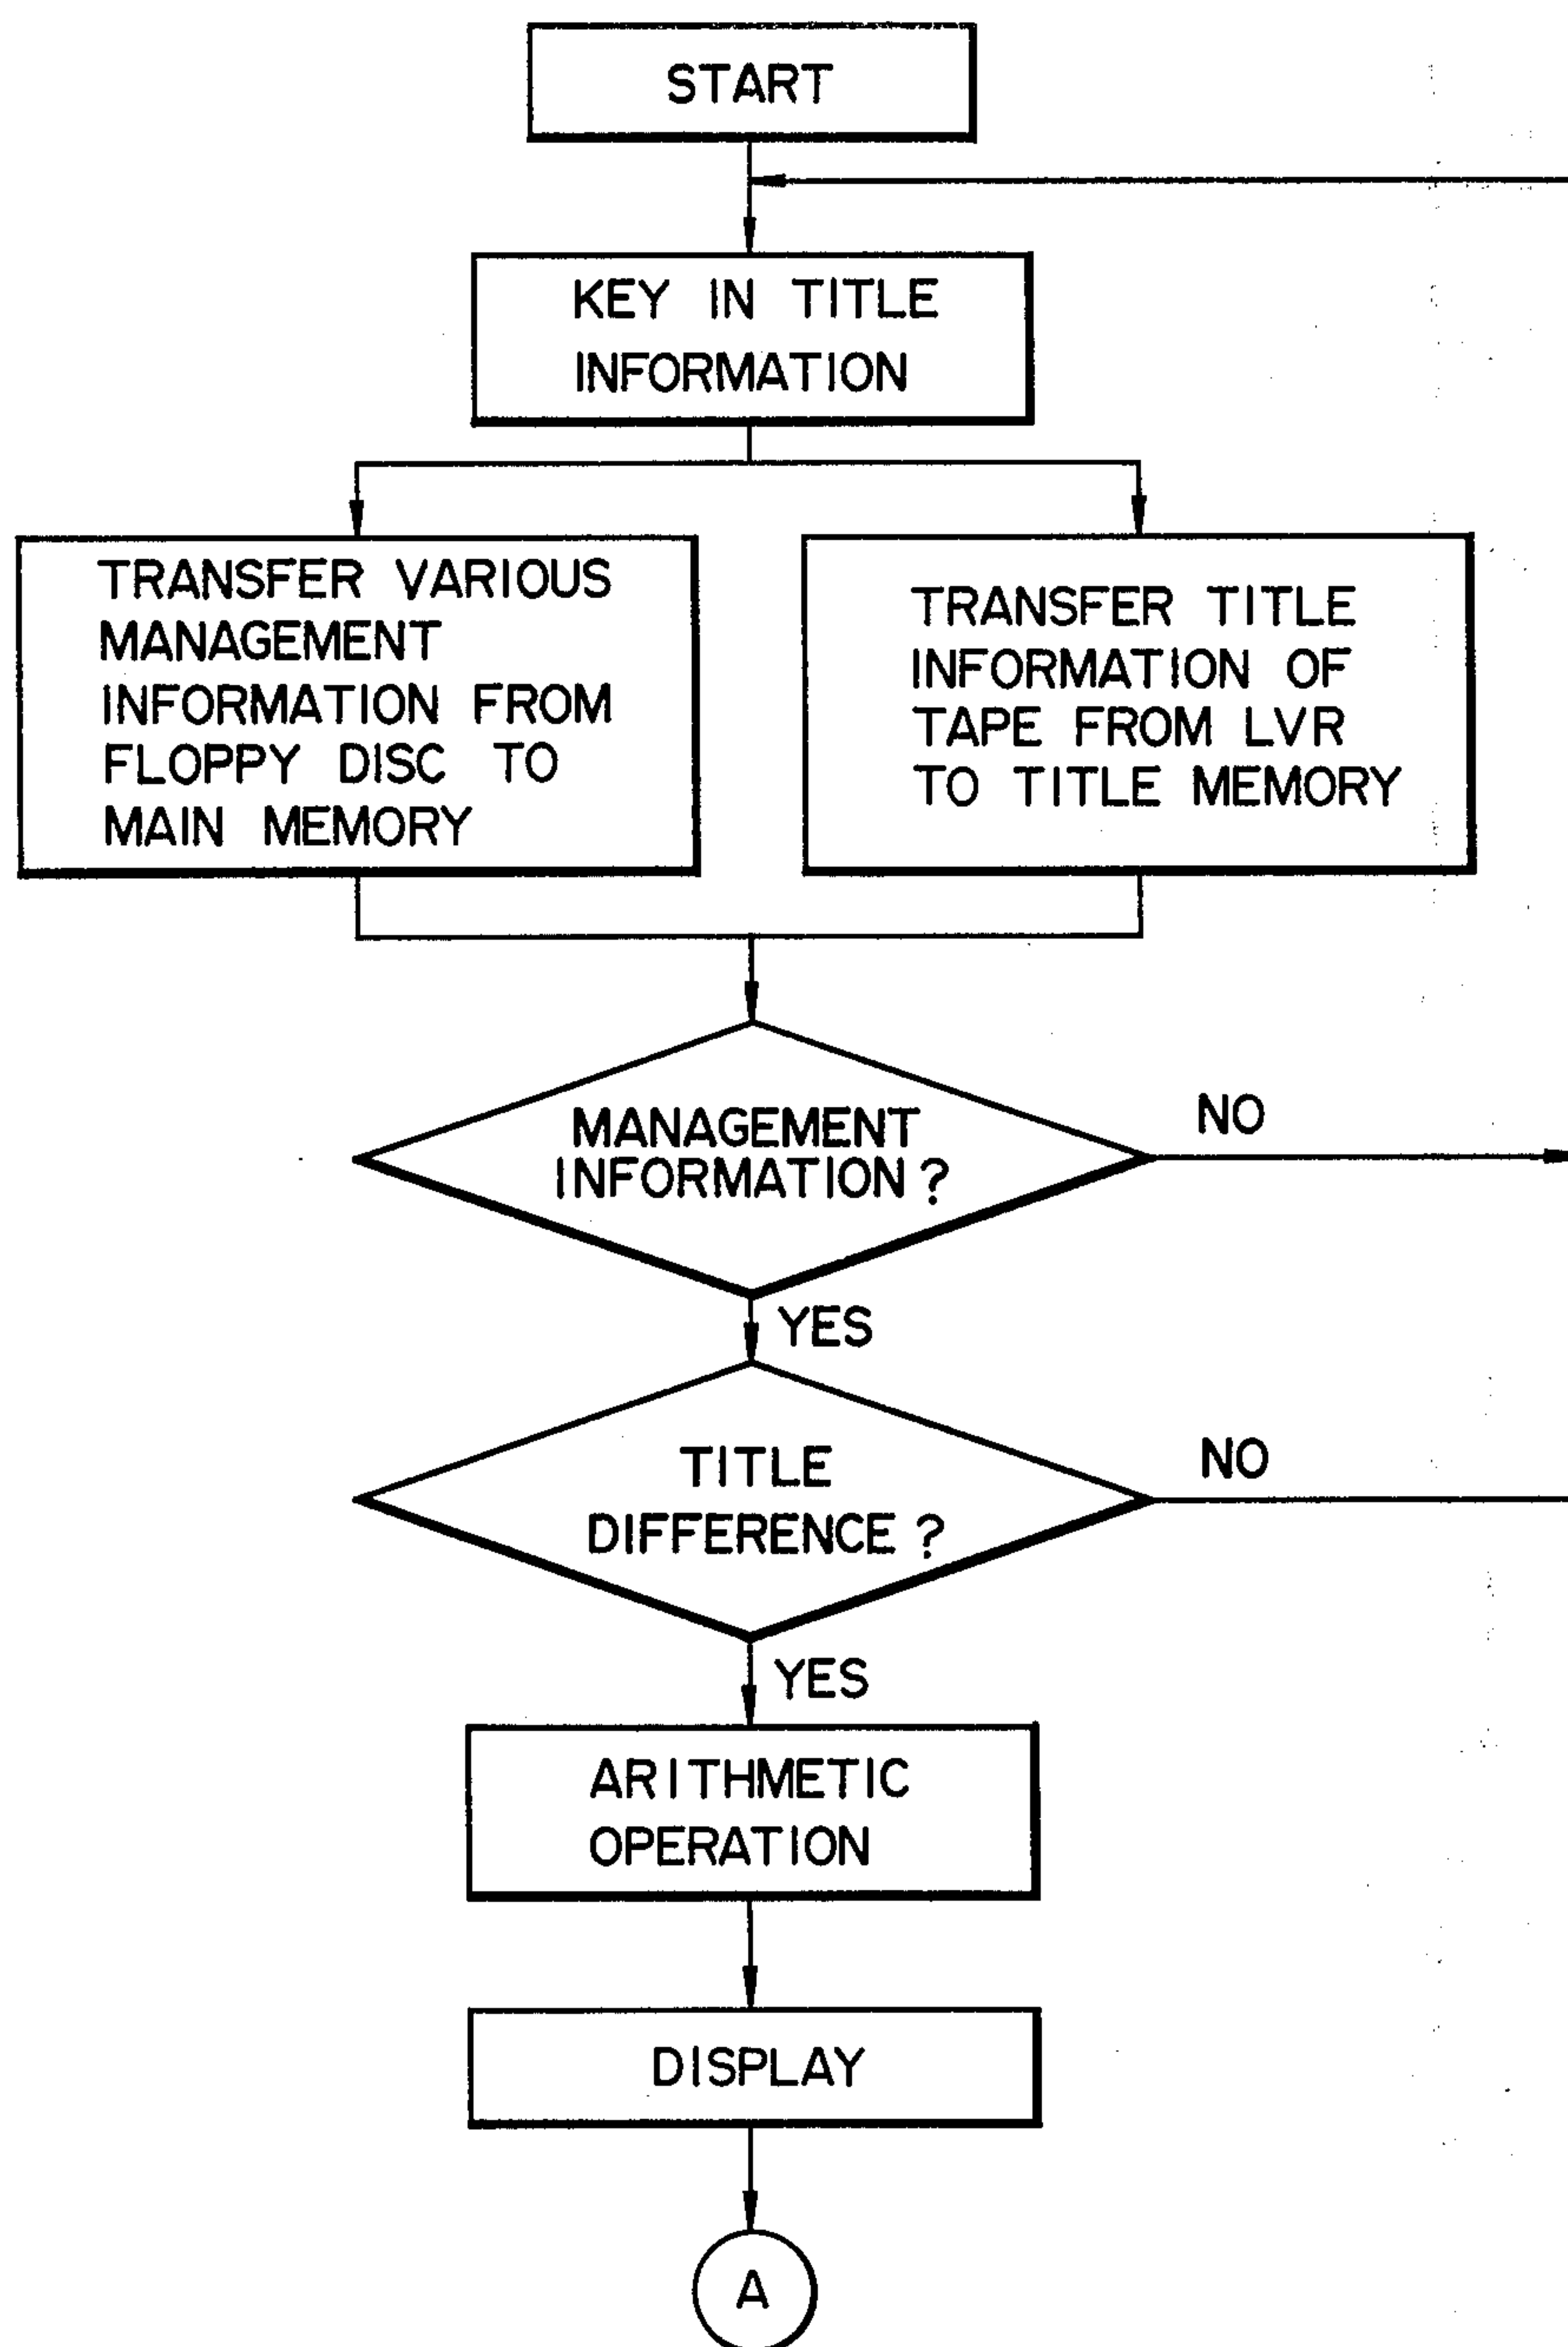 START
KEY IN TITLE
INFORMATION
TRANSFER VARIOUS
MANAGEMENT
INFORMATION FROM
FLOPPY DISC TO
MAIN MEMORY
TRANSFER TITLE
INFORMATION OF
TAPE FROM LVR
TO TITLE MEMORY
MANAGEMENT
INFORMATION ?
NO
YES
TITLE
DIFFERENCE ?
NO
YES
ARITHMETIC
OPERATION
DISPLAY
A